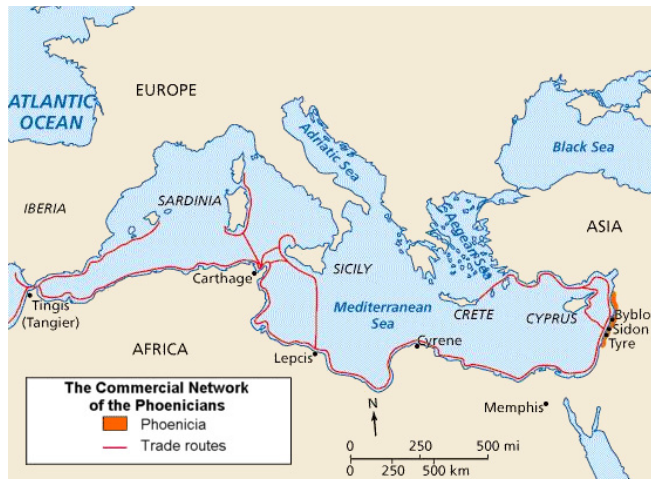 EUROPE
ATLANTIC
OCEAN
Adriatic Sea
Black Sea
IBERIA
SARDINIA
Aegean Sea
ASIA
Carthage
SICILY
Tingis
(Tangier)
Mediterranean
Sea
CRETE
CYPRUS
Byblo
Sidon
Tyre
AFRICA
Lepcis
Cyrene
The Commercial Network
of the Phoenicians
Phoenicia
Trade routes
N
Memphis
0 250 500 mi
0 250 500 km